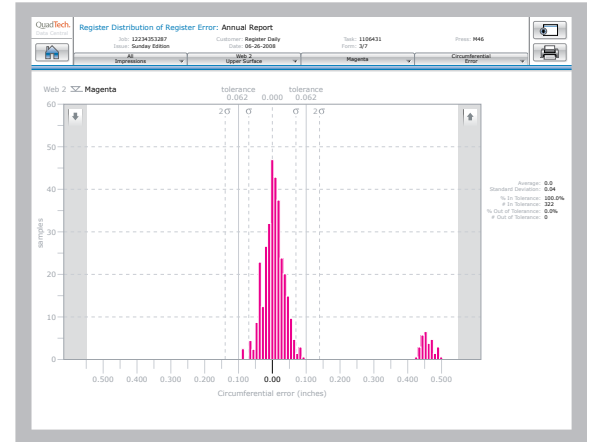 QuadTech.
Data Central
Register Distribution of Register Error: Annual Report
Job: 12234353287
Customer: Register Daily
Task: 1106431
Press: M46
Issue: Sunday Edition
Date: 06-26-2008
Form: 3/7
All
Impressions
Web 2
Upper Surface
Magenta
Circumferential
Error
Web 2 Magenta
tolerance tolerance
0.062 0.000 0.062
2σ σ σ 2σ
60
50
40
30
20
10
0
samples
0.500 0.400 0.300 0.200 0.100 0.00 0.100 0.200 0.300 0.400 0.500
Circumferential error (inches)
Average: 0.0
Standard Deviation: 0.04
% In Tolerance: 100.0%
# In Tolerance: 322
% Out of Tolerance: 0.0%
# Out of Tolerance: 0